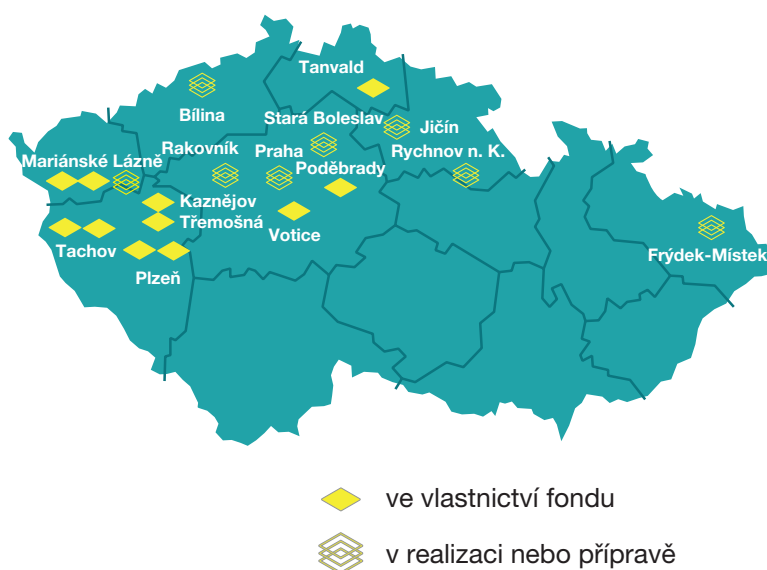 Tanvald
Bílina
Stará Boleslav
Jičín
Rakovník
Praha
Rychnov n. K.
Mariánské Lázně
Poděbrady
Kaznějov
Třemošná
Votice
Tachov
Frýdek-Místek
Plzeň
ve vlastnictví fondu
v realizaci nebo přípravě